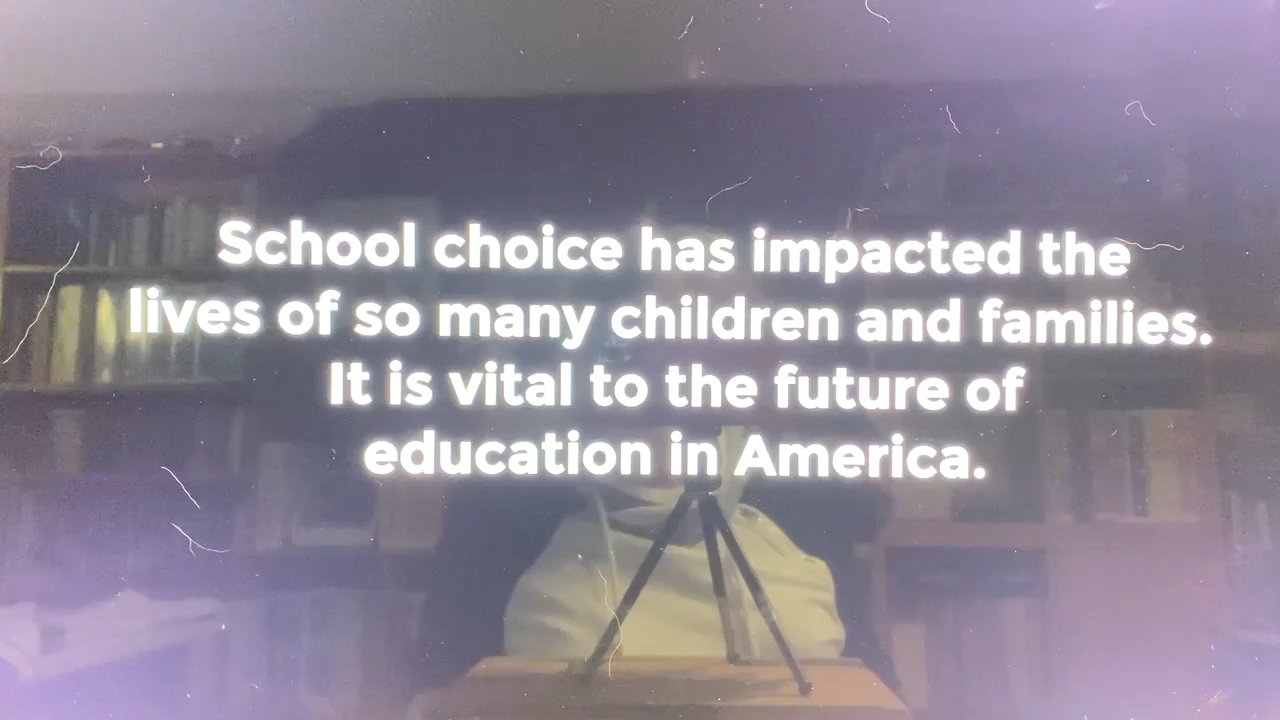 School choice has impacted the
lives of so many children and families.
It is vital to the future of
education in America.